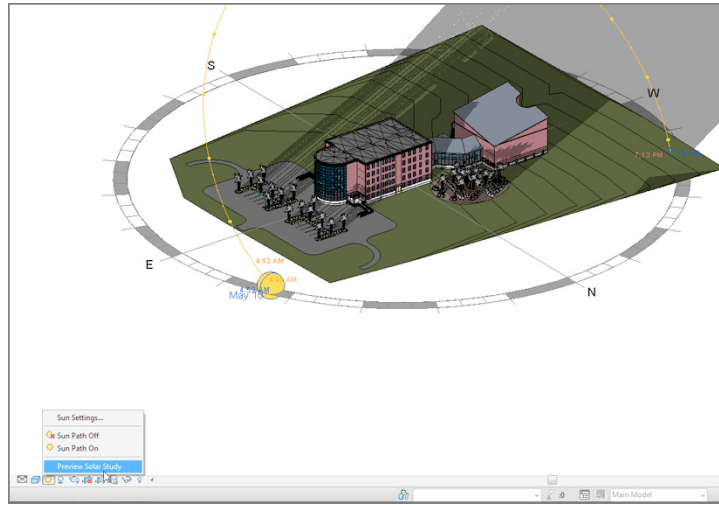 S
W
7:13 PM
E
4:52 AM
May 10
N
Sun Settings...
Sun Path Off
Sun Path On
Preview Solar Study
:0
Main Model